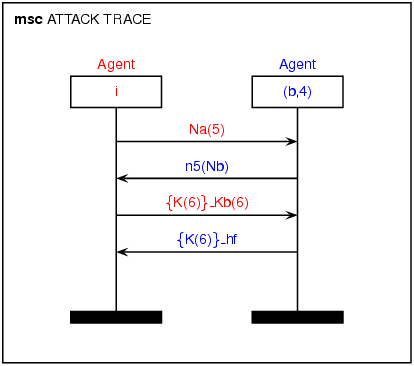 msc ATTACK TRACE
Agent
Agent
i
(b,4)
Na(5)
n5(Nb)
{K(6)}_Kb(6)
{K(6)}_hf